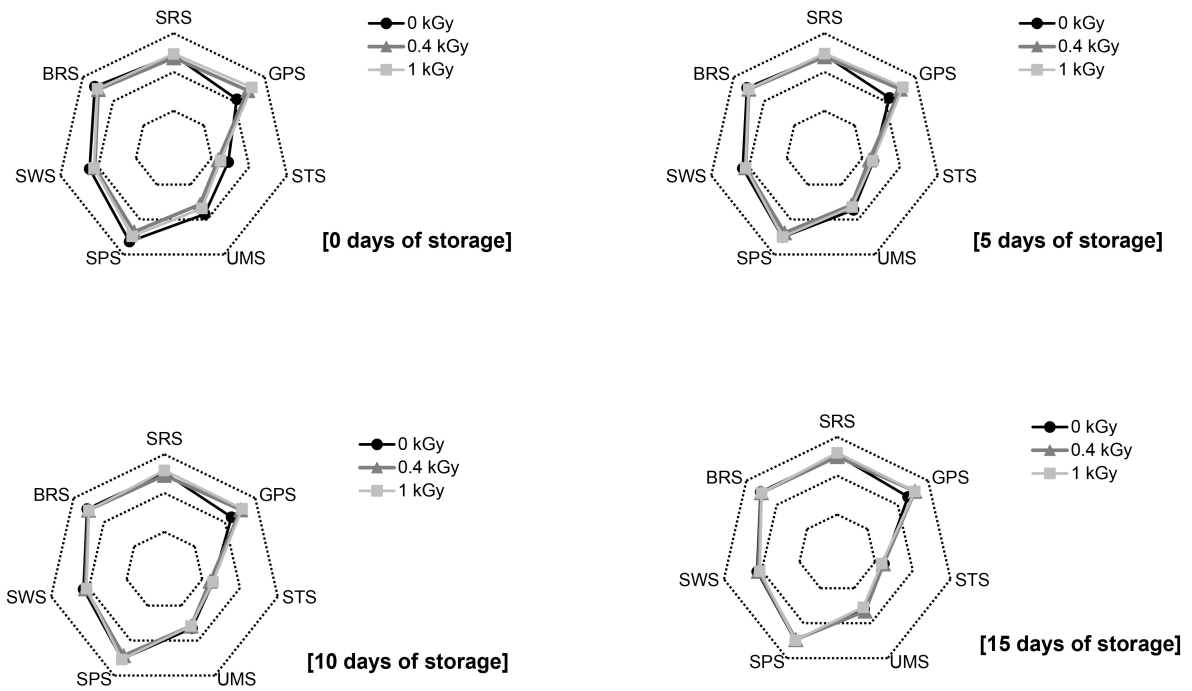 SRS
0 kGy
0.4 kGy
1 kGy
BRS
GPS
SWS
STS
SPS
UMS
[0 days of storage]
SRS
0 kGy
0.4 kGy
1 kGy
BRS
GPS
SWS
STS
SPS
UMS
[5 days of storage]
SRS
0 kGy
0.4 kGy
1 kGy
BRS
GPS
SWS
STS
SPS
UMS
[10 days of storage]
SRS
0 kGy
0.4 kGy
1 kGy
BRS
GPS
SWS
STS
SPS
UMS
[15 days of storage]